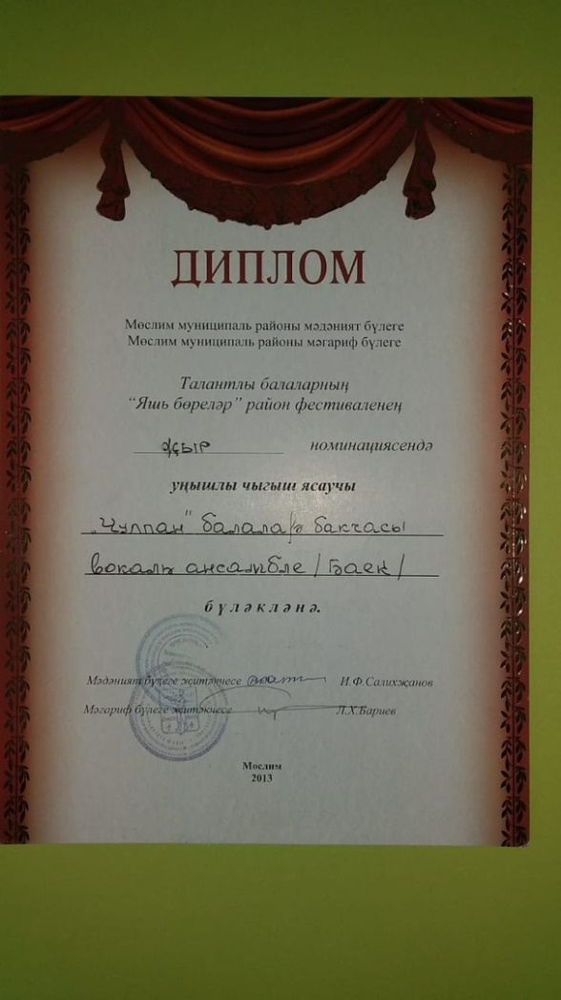 ДИПЛОМ
Мөслим муниципаль районы мәдәният бүлеге
Мөслим муниципаль районы мәгариф бүлеге
Талантлы балаларның
“Яшь бөреләр” район фестиваленең
җыр номинациясендә
уңышлы чыгыш ясаучы
„Чулпан” балалар бакчасы
вокаль ансамбле /Баек/
бүләкләнә.
Мәдәният бүлеге җитәкчесе И.Ф.Салихҗанов
Мәгариф бүлеге җитәкчесе Л.Х.Бариев
Мөслим
2013